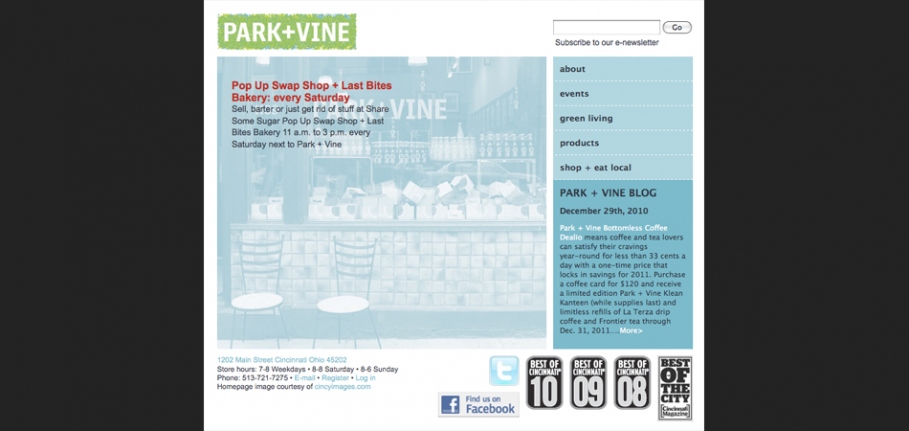 PARK+VINE
Go
Subscribe to our e-newsletter
Pop Up Swap Shop + Last Bites
Bakery: every Saturday
Sell, barter or just get rid of stuff at Share
Some Sugar Pop Up Swap Shop + Last
Bites Bakery 11 a.m. to 3 p.m. every
Saturday next to Park + Vine
PARK+VINE
about
events
green living
products
shop + eat local
PARK + VINE BLOG
December 29th, 2010
Park + Vine Bottomless Coffee
Dealio means coffee and tea lovers
can satisfy their cravings
year-round for less than 33 cents a
day with a one-time price that
locks in savings for 2011. Purchase
a coffee card for $120 and receive
a limited edition Park + Vine Klean
Kanteen (while supplies last) and
limitless refills of La Terza drip
coffee and Frontier tea through
Dec. 31, 2011... More>
1202 Main Street Cincinnati Ohio 45202
Store hours: 7-8 Weekdays • 8-8 Saturday • 8-6 Sunday
Phone: 513-721-7275 • E-mail • Register • Log in
Homepage image courtesy of cincyimages.com
t
Find us on
Facebook
BEST OF
CINCINNATI
10
BEST OF
CINCINNATI
09
BEST OF
CINCINNATI
08
BEST
OF
THE
CITY
Cincinnati
Magazine